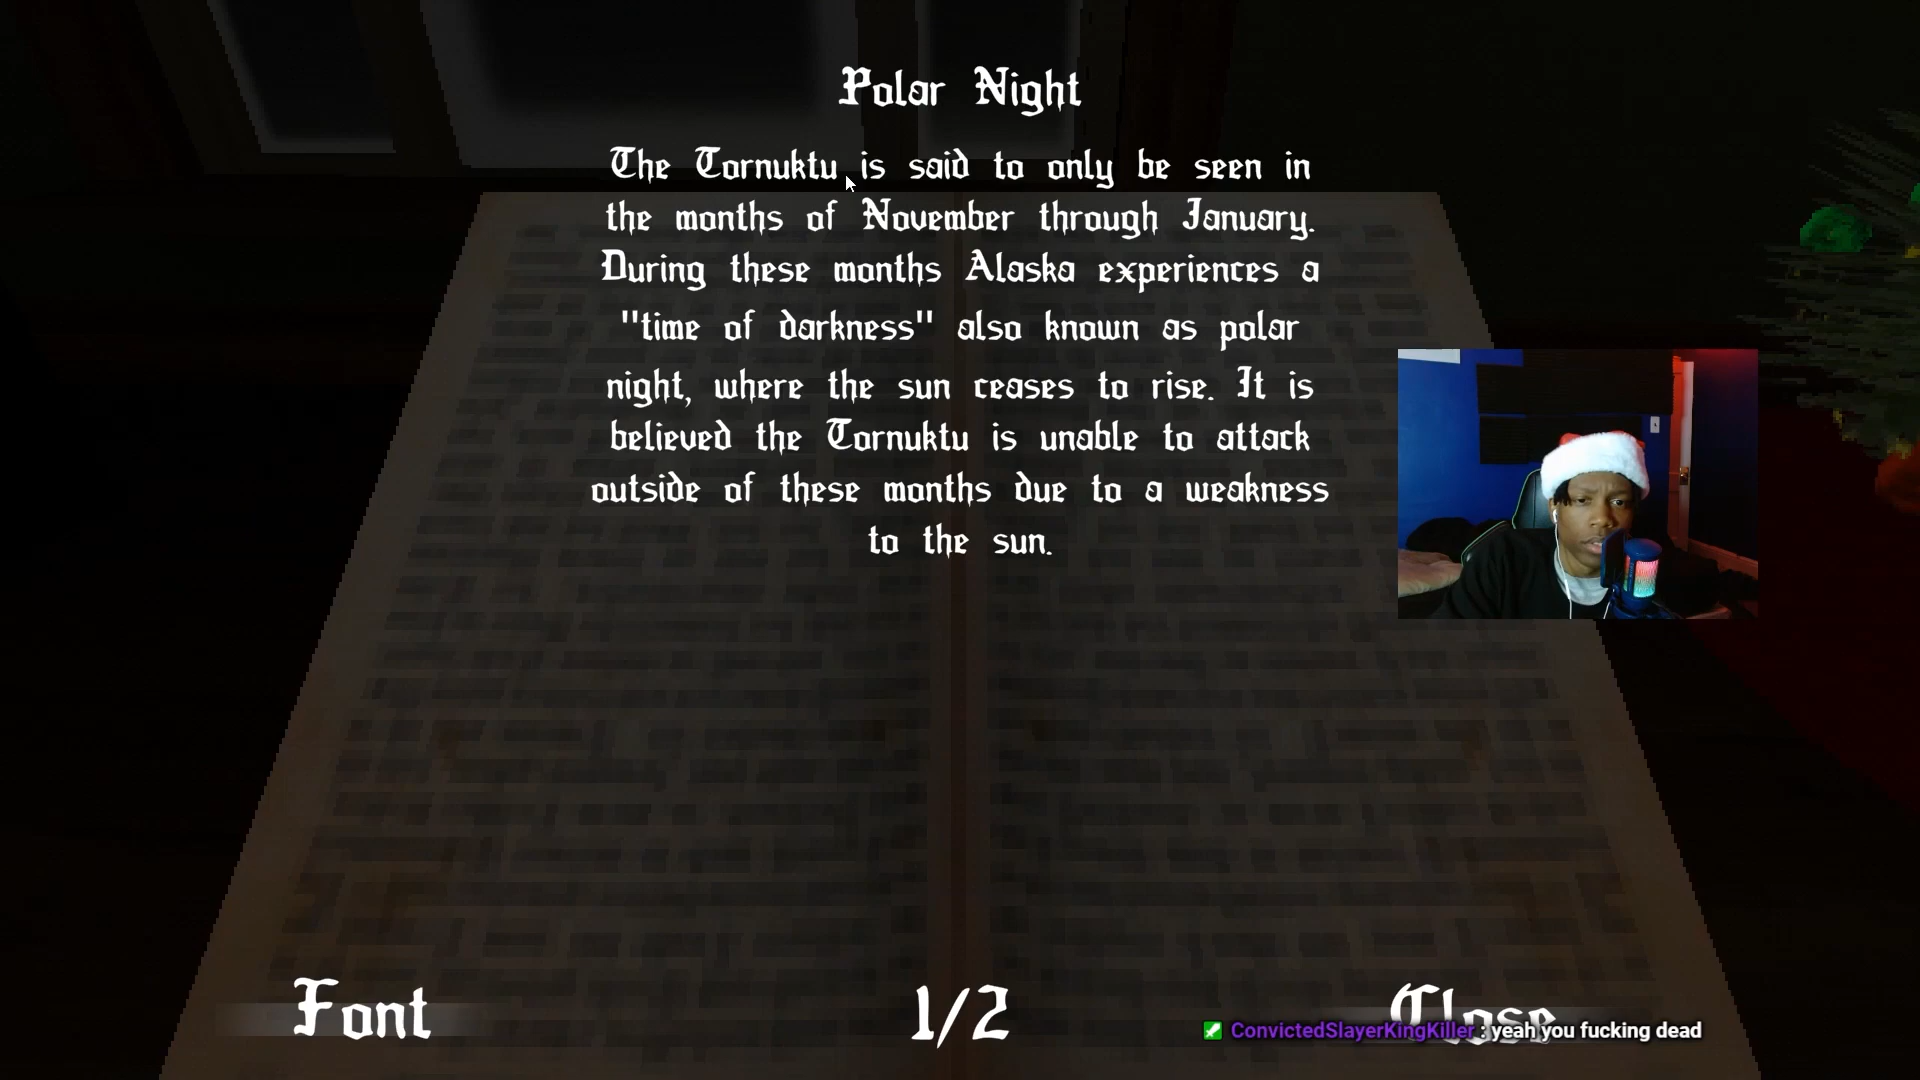 Polar Night
The Tornuktu is said to only be seen in
the months of November through January.
During these months Alaska experiences a
"time of darkness" also known as polar
night, where the sun ceases to rise. It is
believed the Tornuktu is unable to attack
outside of these months due to a weakness
to the sun.
Font
1/2
Close
ConvictedSlayerKingKiller : yeah you fucking dead